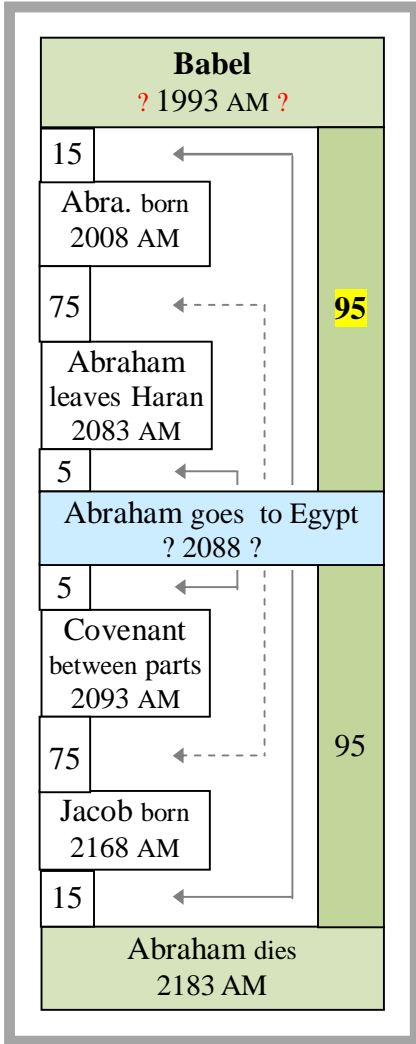 Babel
? 1993 AM ?
15
Abra. born
2008 AM
75
95
Abraham
leaves Haran
2083 AM
5
Abraham goes to Egypt
? 2088 ?
5
Covenant
between parts
2093 AM
75
95
Jacob born
2168 AM
15
Abraham dies
2183 AM